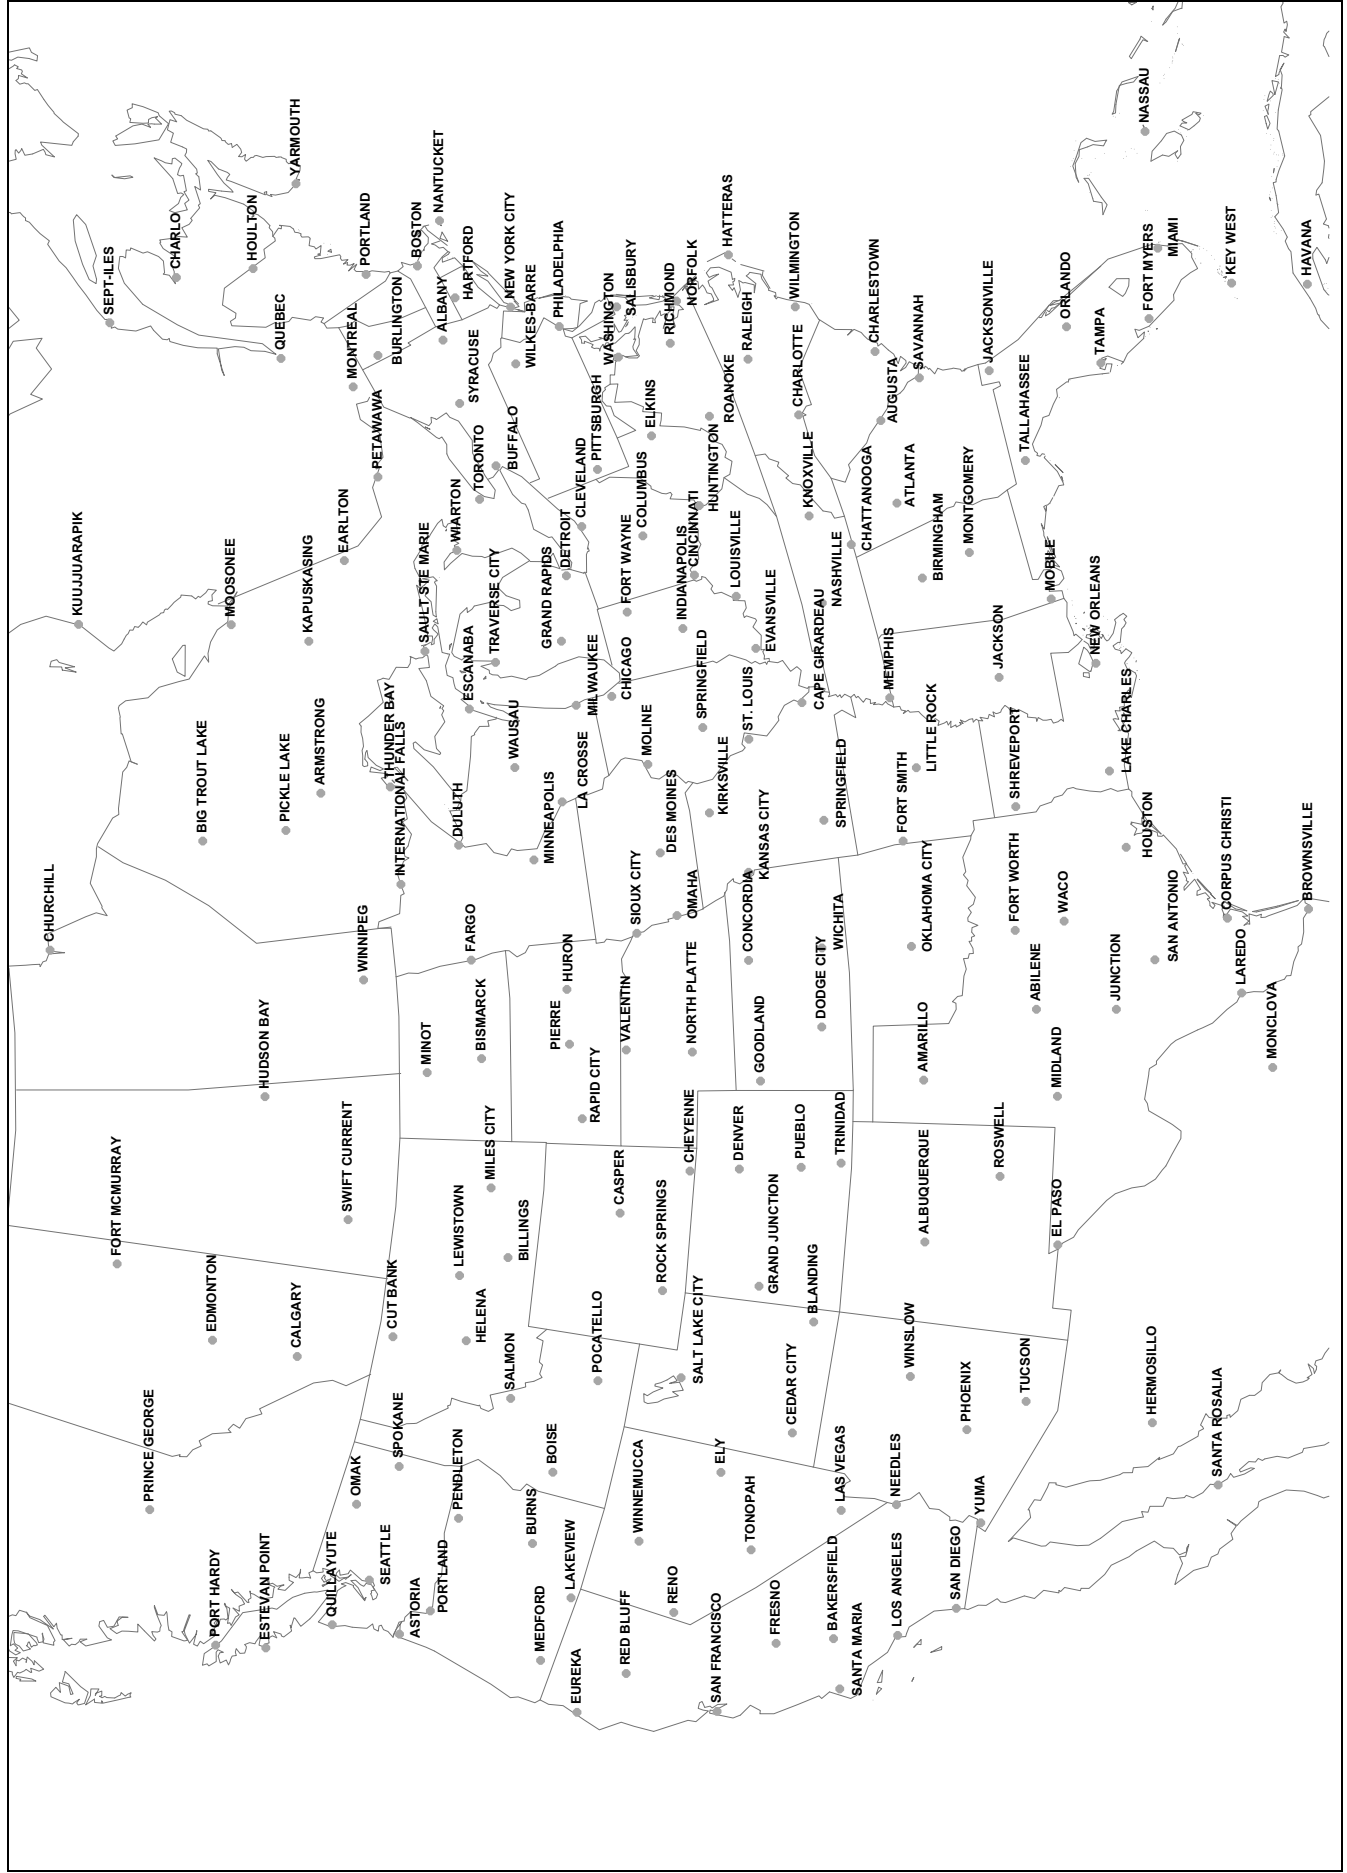 KUUJUARAPIK
CHURCHILL
SEPT-ILES
FORT MCMURRAY
PRINCE GEORGE
CHARLO
BIG TROUT LAKE
EDMONTON
PORT HARDY
MOOSONEE
HOULTON
HUDSON BAY
ESTEVAN POINT
QUEBEC
PICKLE LAKE
YARMOUTH
CALGARY
KAPUSKASING
ARMSTRONG
QUILLAYUTE
EARLTON
SWIFT CURRENT
MONTREAL
OMAK
PORTLAND
WINNIPEG
SEATTLE
PETAWAWA
THUNDER BAY
CUT BANK
BURLINGTON
INTERNATIONAL FALLS
SPOKANE
ASTORIA
BOSTON
SAULT STE MARIE
MINOT
NANTUCKET
ALBANY
PORTLAND
WIARTON
DULUTH
PENDLETON
HARTFORD
SYRACUSE
LEWISTOWN
ESCANABA
FARGO
HELENA
TORONTO
BISMARCK
MILES CITY
TRAVERSE CITY
BUFFALO
NEW YORK CITY
SALMON
WAUSAU
BILLINGS
WILKES-BARRE
BURNS
MINNEAPOLIS
MEDFORD
GRAND RAPIDS
BOISE
PIERRE
PHILADELPHIA
DETROIT
HURON
LAKEVIEW
EUREKA
CLEVELAND
LA CROSSE
RAPID CITY
MILWAUKEE
PITTSBURGH
POCATELLO
WASHINGTON
CASPER
CHICAGO
FORT WAYNE
VALENTIN
RED BLUFF
SALISBURY
SIOUX CITY
WINNEMUCCA
COLUMBUS
MOLINE
ELKINS
ROCK SPRINGS
RICHMOND
DES MOINES
RENO
INDIANAPOLIS
OMAHA
NORTH PLATTE
CHEYENNE
NORFOLK
CINCINNATI
SALT LAKE CITY
SPRINGFIELD
HUNTINGTON
SAN FRANCISCO
KIRKSVILLE
ELY
HATTERAS
ROANOKE
LOUISVILLE
DENVER
RALEIGH
ST. LOUIS
CONCORDIA
TONOPAH
KANSAS CITY
GOODLAND
EVANSVILLE
GRAND JUNCTION
FRESNO
CEDAR CITY
WILMINGTON
CHARLOTTE
PUEBLO
KNOXVILLE
BLANDING
CAPE GIRARDEAU
DODGE CITY
BAKERSFIELD
NASHVILLE
SPRINGFIELD
WICHITA
TRINIDAD
LAS VEGAS
SANTA MARIA
CHATTANOOGA
CHARLESTOWN
MEMPHIS
AUGUSTA
NEEDLES
LOS ANGELES
FORT SMITH
ATLANTA
WINSLOW
SAVANNAH
AMARILLO
ALBUQUERQUE
OKLAHOMA CITY
LITTLE ROCK
BIRMINGHAM
SAN DIEGO
PHOENIX
MONTGOMERY
YUMA
JACKSONVILLE
JACKSON
ROSWELL
SHREVEPORT
FORT WORTH
TALLAHASSEE
TUCSON
ABILENE
MOBILE
MIDLAND
EL PASO
ORLANDO
WACO
NEW ORLEANS
TAMPA
JUNCTION
LAKE CHARLES
HOUSTON
NASSAU
FORT MYERS
HERMOSILLO
MIAMI
SAN ANTONIO
SANTA ROSALIA
CORPUS CHRISTI
KEY WEST
LAREDO
MONCLOVA
HAVANA
BROWNSVILLE